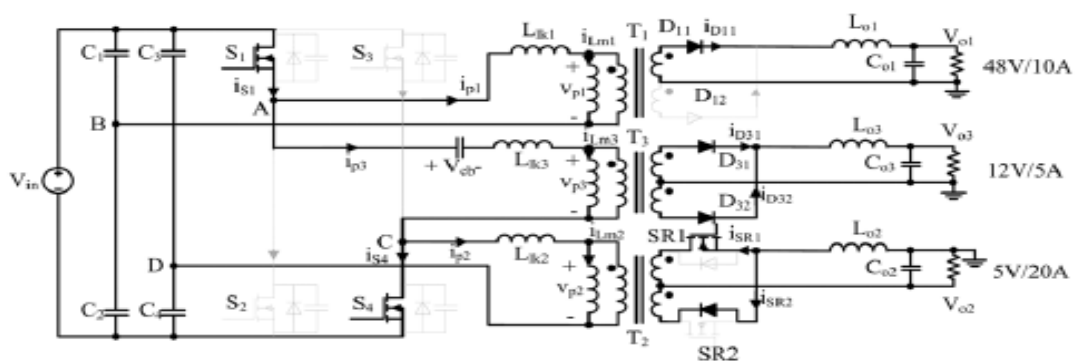 C1
C3
S1
S3
iS1
A
B
ip1
Llk1
iLm1
+
vp1
-
T1
D11
iD11
D12
Lo1
Co1
Vo1
48V/10A
Vin
ip3
+ Vcb-
Llk3
iLm3
+
vp3
-
T3
D31
iD31
D32
iD32
Lo3
Co3
Vo3
12V/5A
C
D
iS4
ip2
Llk2
iLm2
+
vp2
-
T2
SR1
iSR1
iSR2
SR2
Lo2
Co2
5V/20A
Vo2
C2
C4
S2
S4